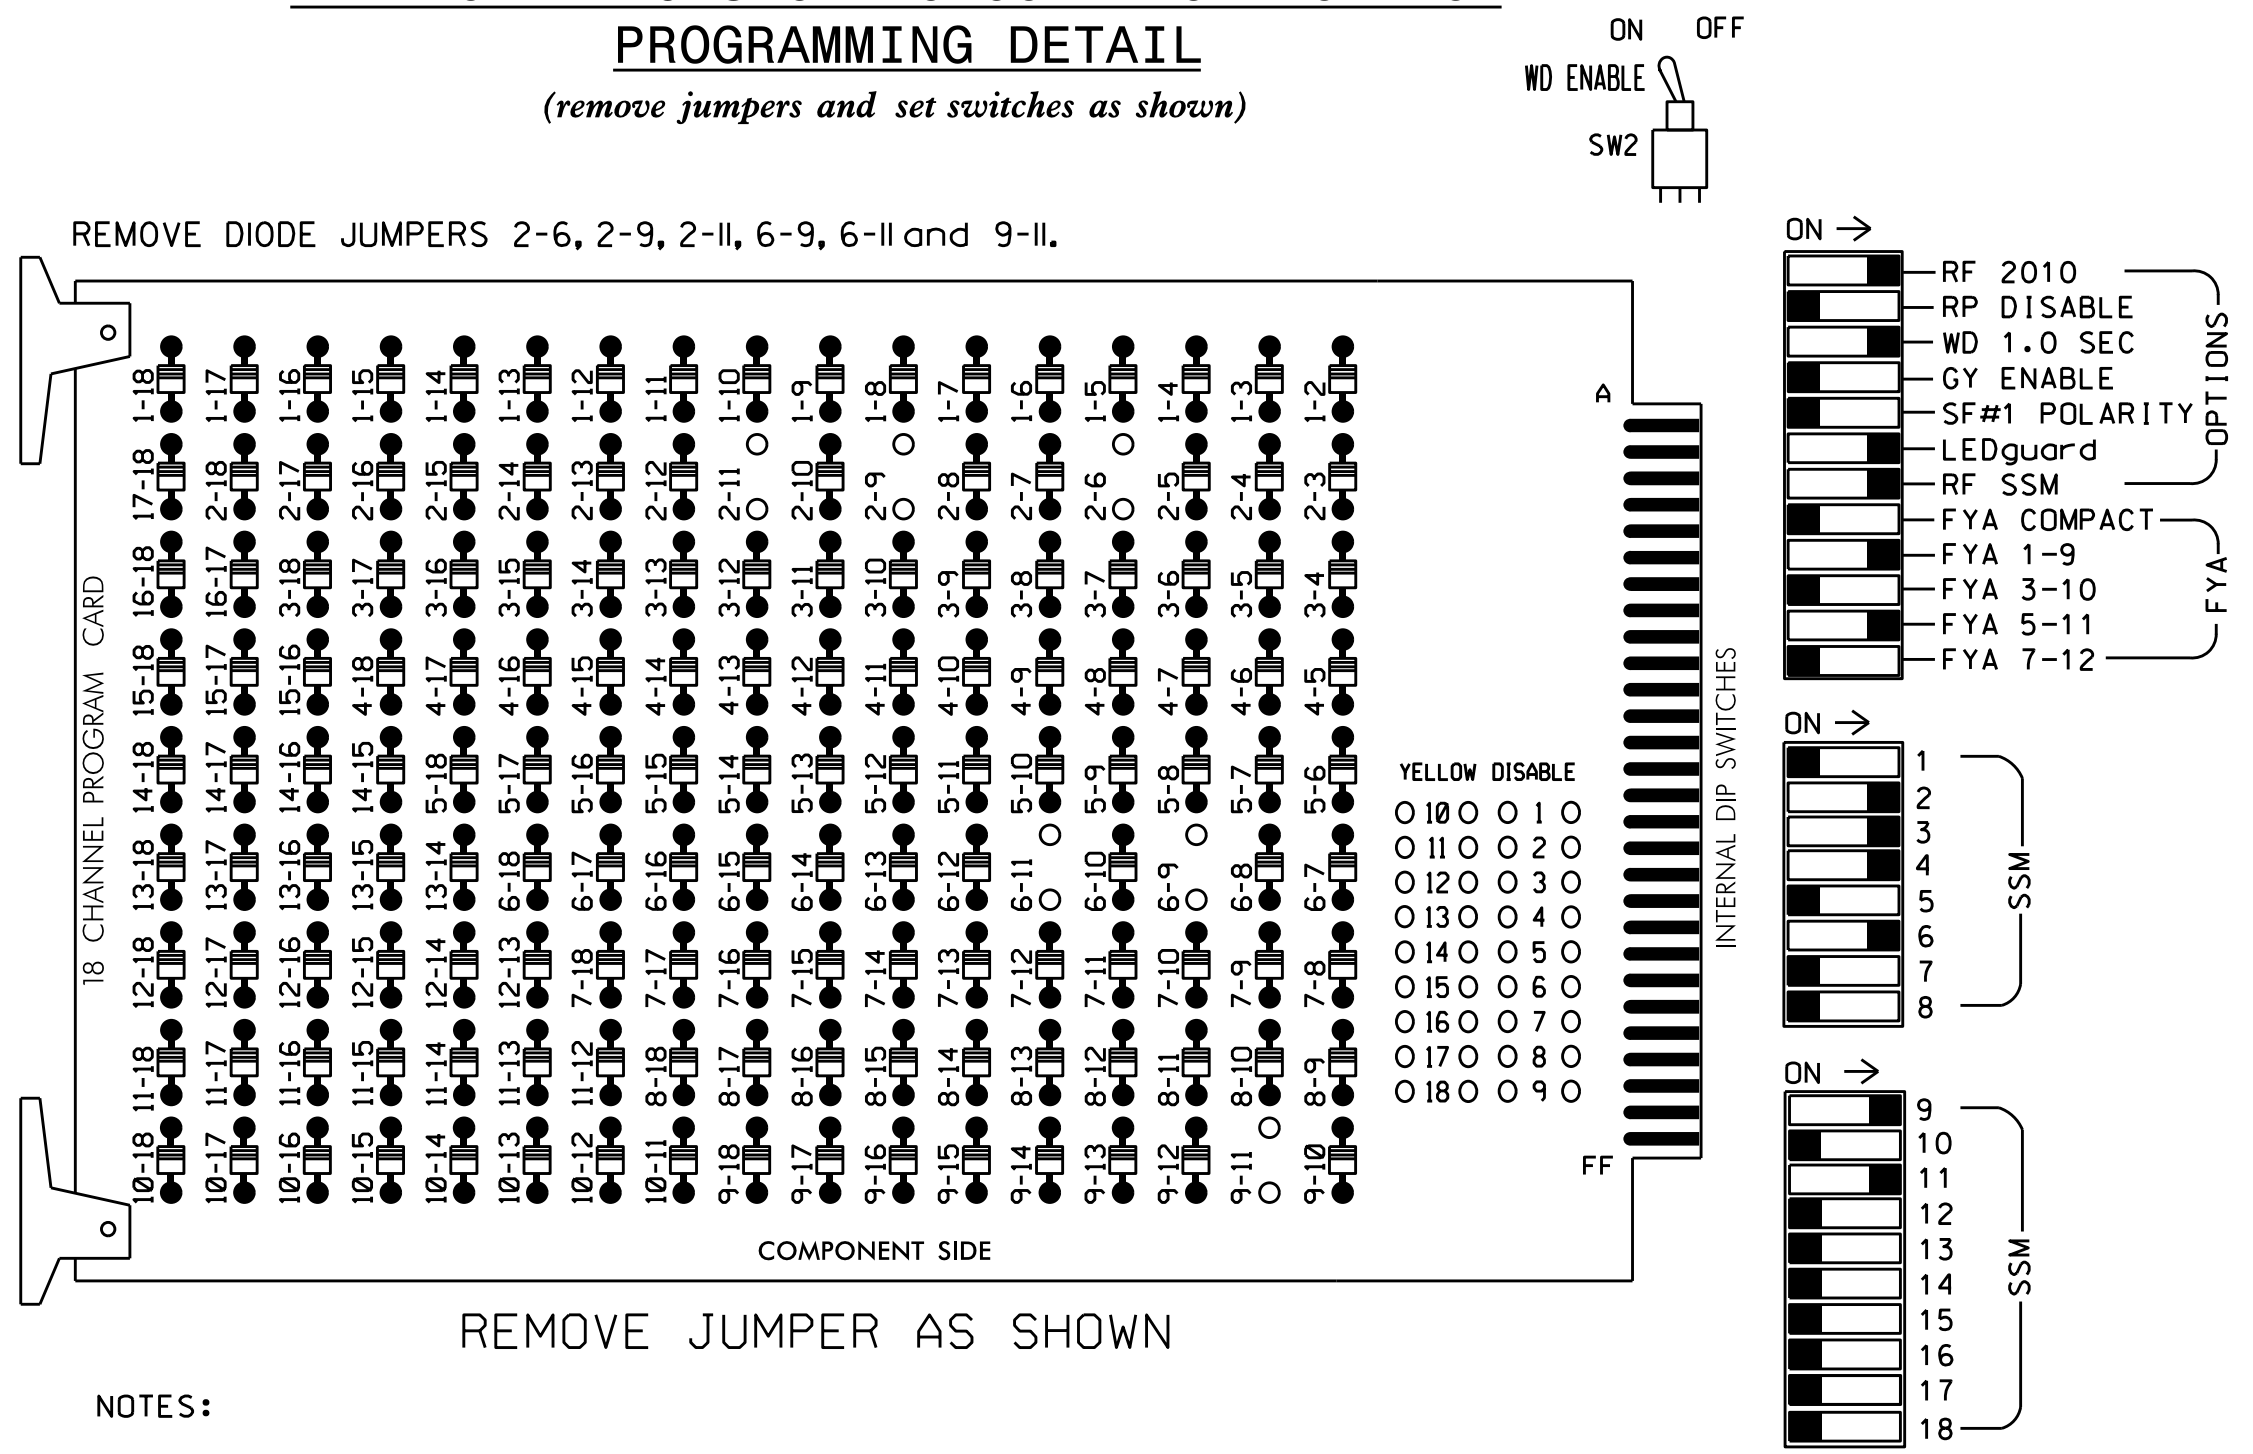 PROGRAMMING DETAIL
(remove jumpers and set switches as shown)
ON OFF
WD ENABLE
SW2
REMOVE DIODE JUMPERS 2-6, 2-9, 2-11, 6-9, 6-11 and 9-11.
1-18 1-17 1-16 1-15 1-14 1-13 1-12 1-11 1-10 1-9 1-8 1-7 1-6 1-5 1-4 1-3 1-2
17-18 2-18 2-17 2-16 2-15 2-14 2-13 2-12 2-11 2-10 2-9 2-8 2-7 2-6 2-5 2-4 2-3
16-18 16-17 3-18 3-17 3-16 3-15 3-14 3-13 3-12 3-11 3-10 3-9 3-8 3-7 3-6 3-5 3-4
15-18 15-17 15-16 4-18 4-17 4-16 4-15 4-14 4-13 4-12 4-11 4-10 4-9 4-8 4-7 4-6 4-5
14-18 14-17 14-16 14-15 5-18 5-17 5-16 5-15 5-14 5-13 5-12 5-11 5-10 5-9 5-8 5-7 5-6
13-18 13-17 13-16 13-15 13-14 6-18 6-17 6-16 6-15 6-14 6-13 6-12 6-11 6-10 6-9 6-8 6-7
12-18 12-17 12-16 12-15 12-14 12-13 7-18 7-17 7-16 7-15 7-14 7-13 7-12 7-11 7-10 7-9 7-8
11-18 11-17 11-16 11-15 11-14 11-13 11-12 8-18 8-17 8-16 8-15 8-14 8-13 8-12 8-11 8-10 8-9
10-18 10-17 10-16 10-15 10-14 10-13 10-12 10-11 9-18 9-17 9-16 9-15 9-14 9-13 9-12 9-11 9-10
18 CHANNEL PROGRAM CARD
YELLOW DISABLE
10 1
11 2
12 3
13 4
14 5
15 6
16 7
17 8
18 9
A
FF
COMPONENT SIDE
INTERNAL DIP SWITCHES
REMOVE JUMPER AS SHOWN
NOTES:
ON
RF 2010
RP DISABLE
WD 1.0 SEC
GY ENABLE
SF#1 POLARITY
LEDguard
RF SSM
OPTIONS
FYA COMPACT
FYA 1-9
FYA 3-10
FYA 5-11
FYA 7-12
FYA
ON
1
2
3
4
5
6
7
8
SSM
ON
9
10
11
12
13
14
15
16
17
18
SSM